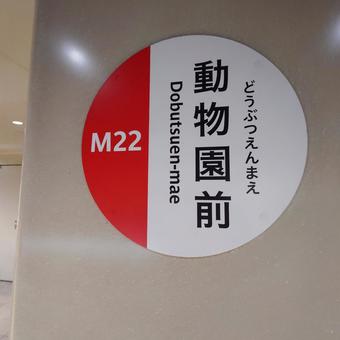 M22
動物園前
Dobutsuen-mae
どうぶつえんまえ